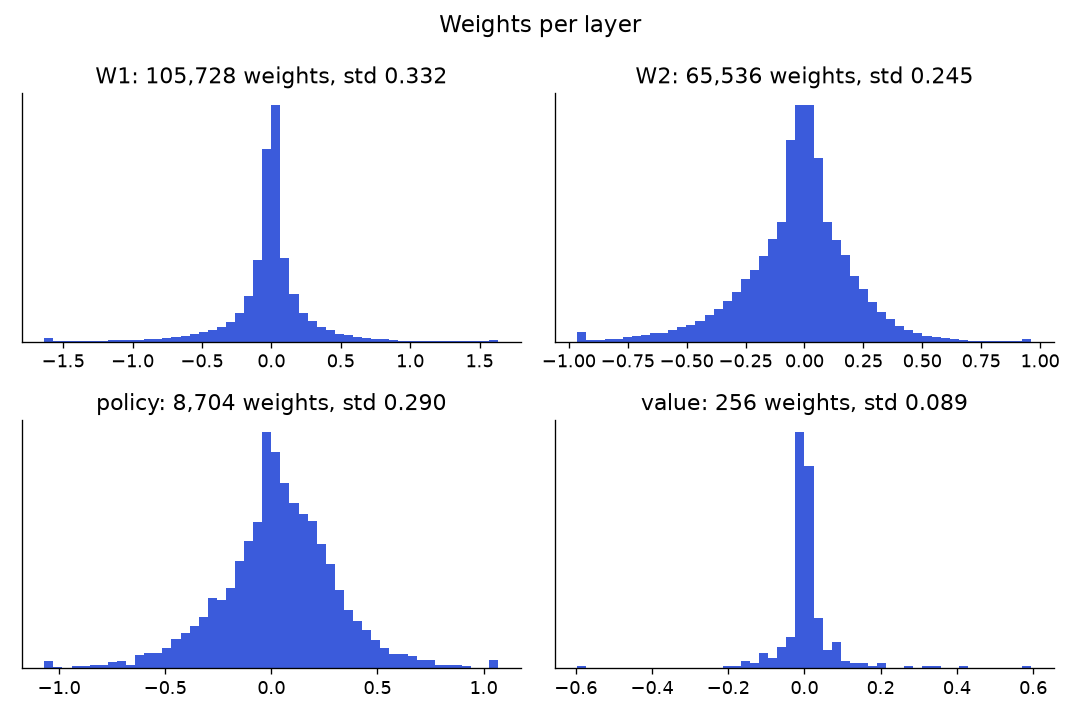 Weights per layer
W1: 105,728 weights, std 0.332
W2: 65,536 weights, std 0.245
−1.5 −1.0 −0.5 0.0 0.5 1.0 1.5
−1.00 −0.75 −0.50 −0.25 0.00 0.25 0.50 0.75 1.00
policy: 8,704 weights, std 0.290
value: 256 weights, std 0.089
−1.0 −0.5 0.0 0.5 1.0
−0.6 −0.4 −0.2 0.0 0.2 0.4 0.6